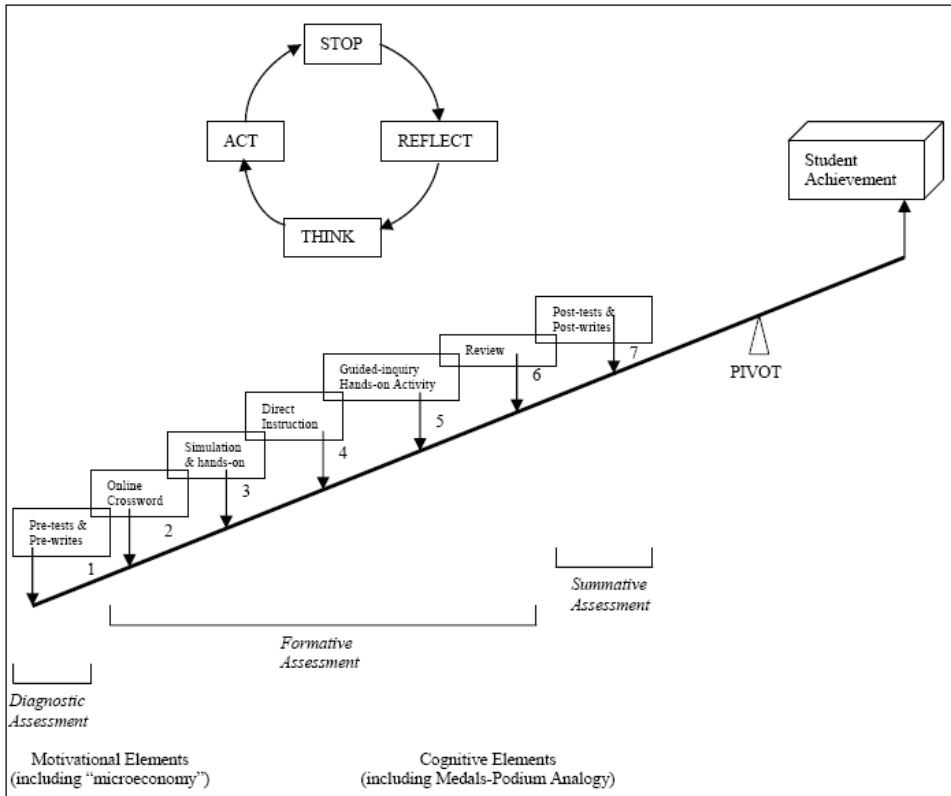 STOP
ACT
REFLECT
THINK
Student
Achievement
Post-tests &
Post-writes
7
PIVOT
Review
6
Guided-inquiry
Hands-on Activity
5
Direct
Instruction
4
Simulation
& hands-on
3
Online
Crossword
2
Pre-tests &
Pre-writes
1
Summative
Assessment
Formative
Assessment
Diagnostic
Assessment
Motivational Elements
(including “microeconomy”)
Cognitive Elements
(including Medals-Podium Analogy)